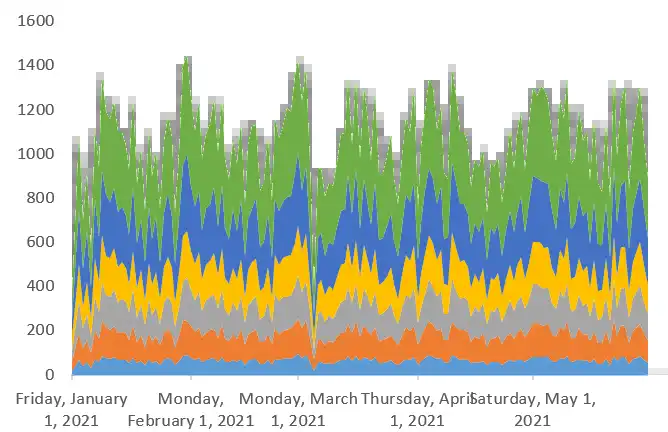 1600
1400
1200
1000
800
600
400
200
0
Friday, January 1, 2021
Monday, February 1, 2021
Monday, March 1, 2021
Thursday, April 1, 2021
Saturday, May 1, 2021